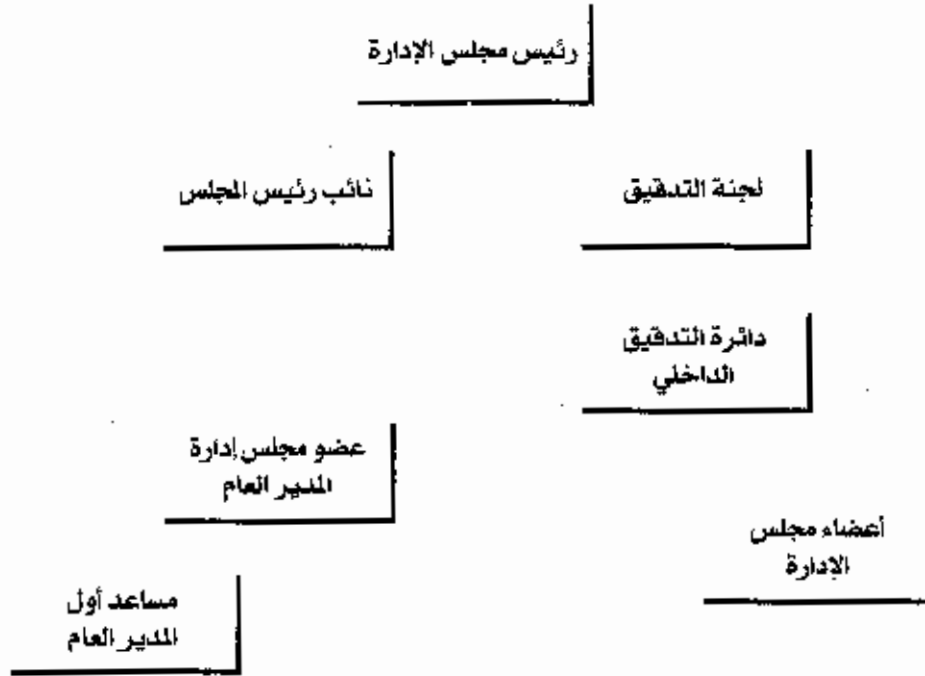 رئيس مجلس الإدارة
لجنة التدقيق
نائب رئيس المجلس
دائرة التدقيق
الداخلي
عضو مجلس إدارة
المدير العام
أعضاء مجلس
الإدارة
مساعد أول
المدير العام